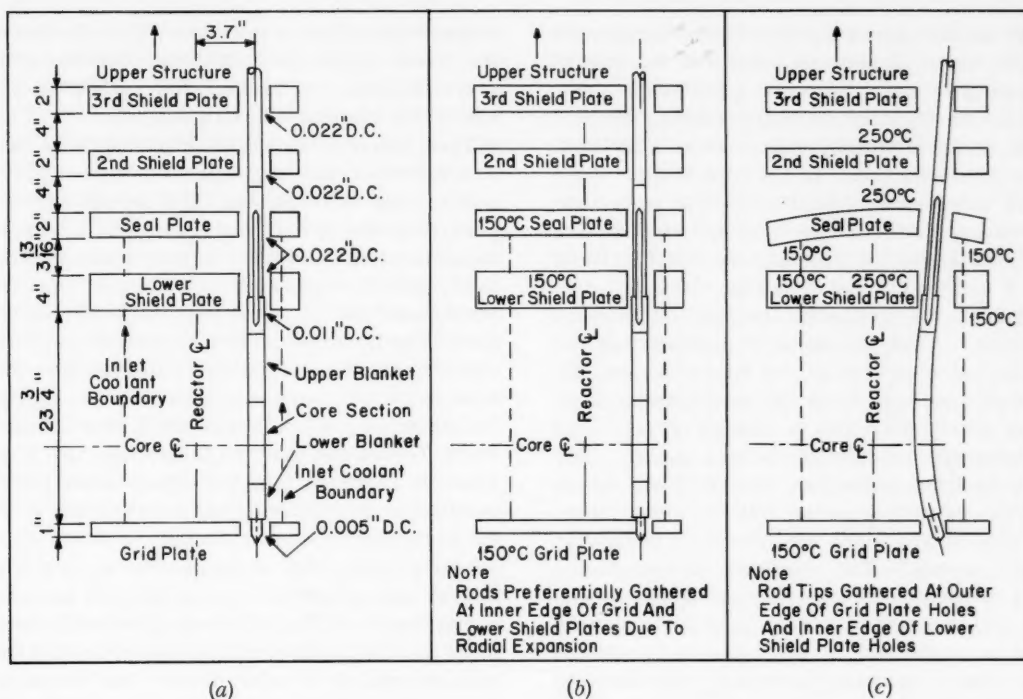 3.7"
Upper Structure
3rd Shield Plate
2"
4"
0.022"D.C.
2nd Shield Plate
2"
4"
0.022"D.C.
Seal Plate
2"
3 13/16"
0.022"D.C.
Lower
Shield Plate
4"
0.011"D.C.
Inlet
Coolant
Boundary
Reactor ℄
Upper Blanket
23 3/4"
Core Section
Core ℄
Lower Blanket
Inlet Coolant
Boundary
0.005"D.C.
1"
Grid Plate
(a)
Upper Structure
3rd Shield Plate
2nd Shield Plate
150°C Seal Plate
150°C
Lower Shield Plate
Reactor ℄
Core ℄
150°C Grid Plate
Note
Rods Preferentially Gathered
At Inner Edge Of Grid And
Lower Shield Plates Due To
Radial Expansion
(b)
Upper Structure
3rd Shield Plate
250°C
2nd Shield Plate
250°C
Seal Plate
150°C
150°C
150°C
250°C
Lower Shield Plate
150°C
Reactor ℄
Core ℄
150°C Grid Plate
Note
Rod Tips Gathered At Outer
Edge Of Grid Plate Holes
And Inner Edge Of Lower
Shield Plate Holes
(c)